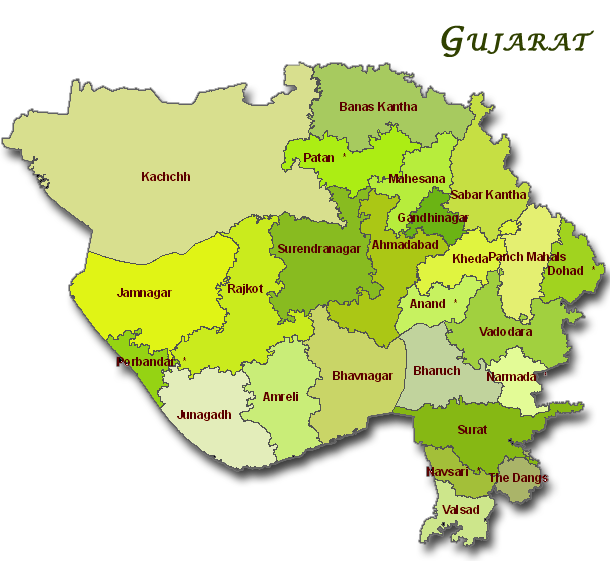 GUJARAT
Banas Kantha
Patan *
Kachchh
Mahesana
Sabar Kantha
Gandhinagar
Surendranagar
Ahmadabad
Kheda
Panch Mahals
Dohad *
Jamnagar
Rajkot
Anand *
Vadodara
Porbandar *
Bhavnagar
Bharuch
Narmada
Amreli
Junagadh
Surat
Navsari
The Dangs
Valsad